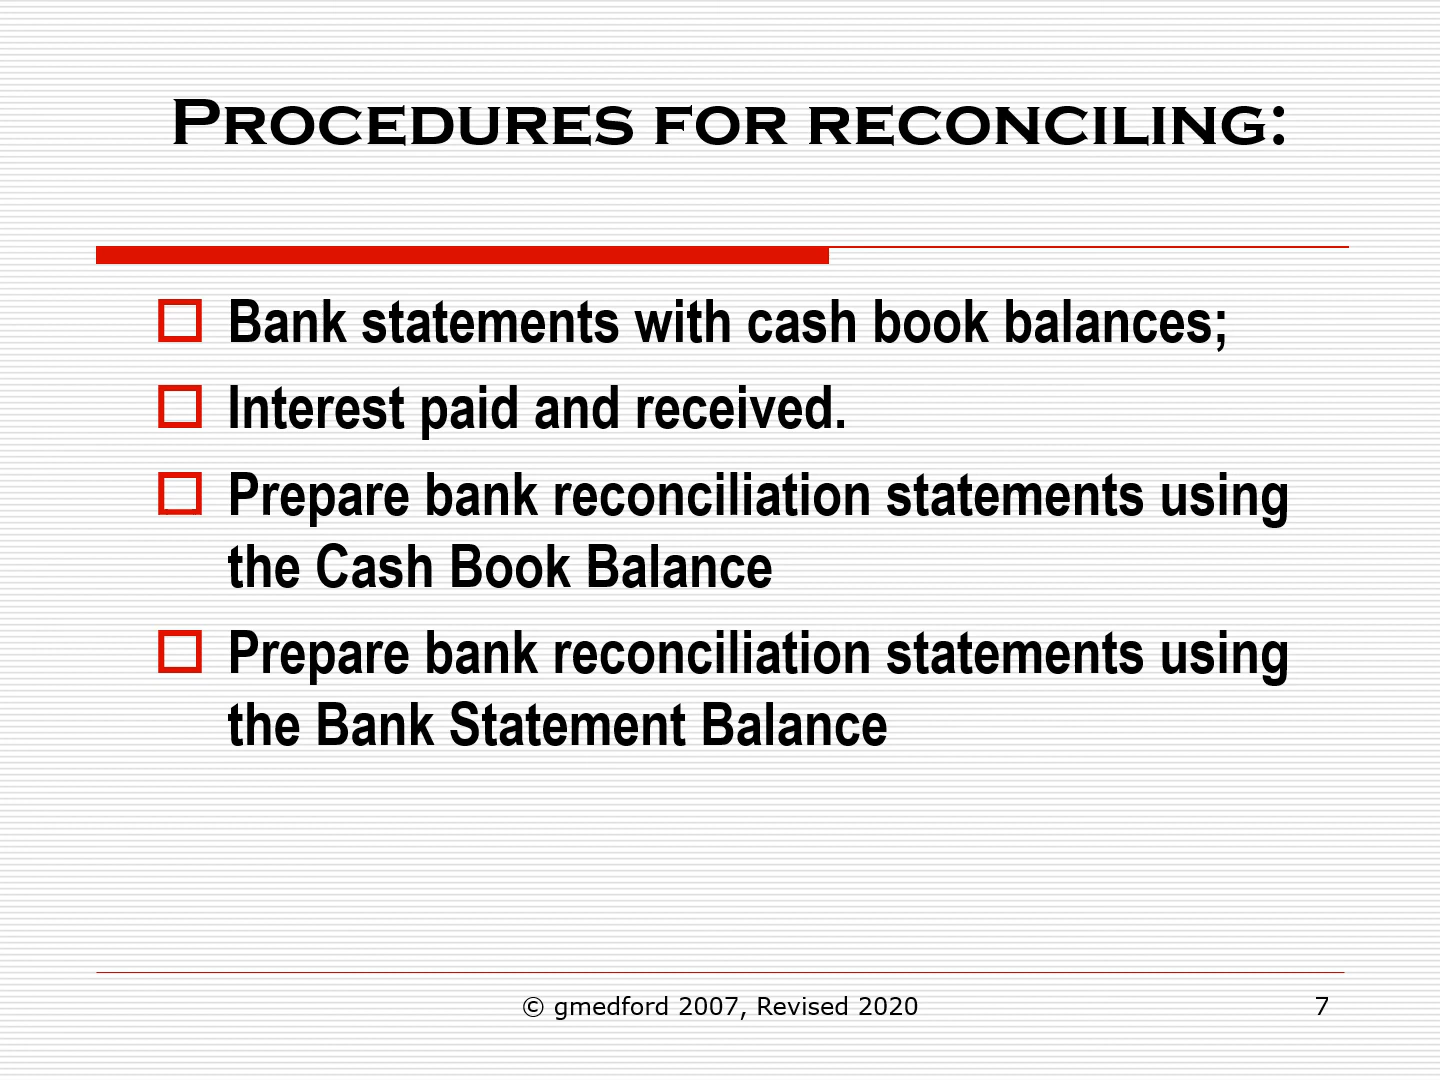 Procedures for reconciling:
Bank statements with cash book balances;
Interest paid and received.
Prepare bank reconciliation statements using
the Cash Book Balance
Prepare bank reconciliation statements using
the Bank Statement Balance
© gmedford 2007, Revised 2020
7